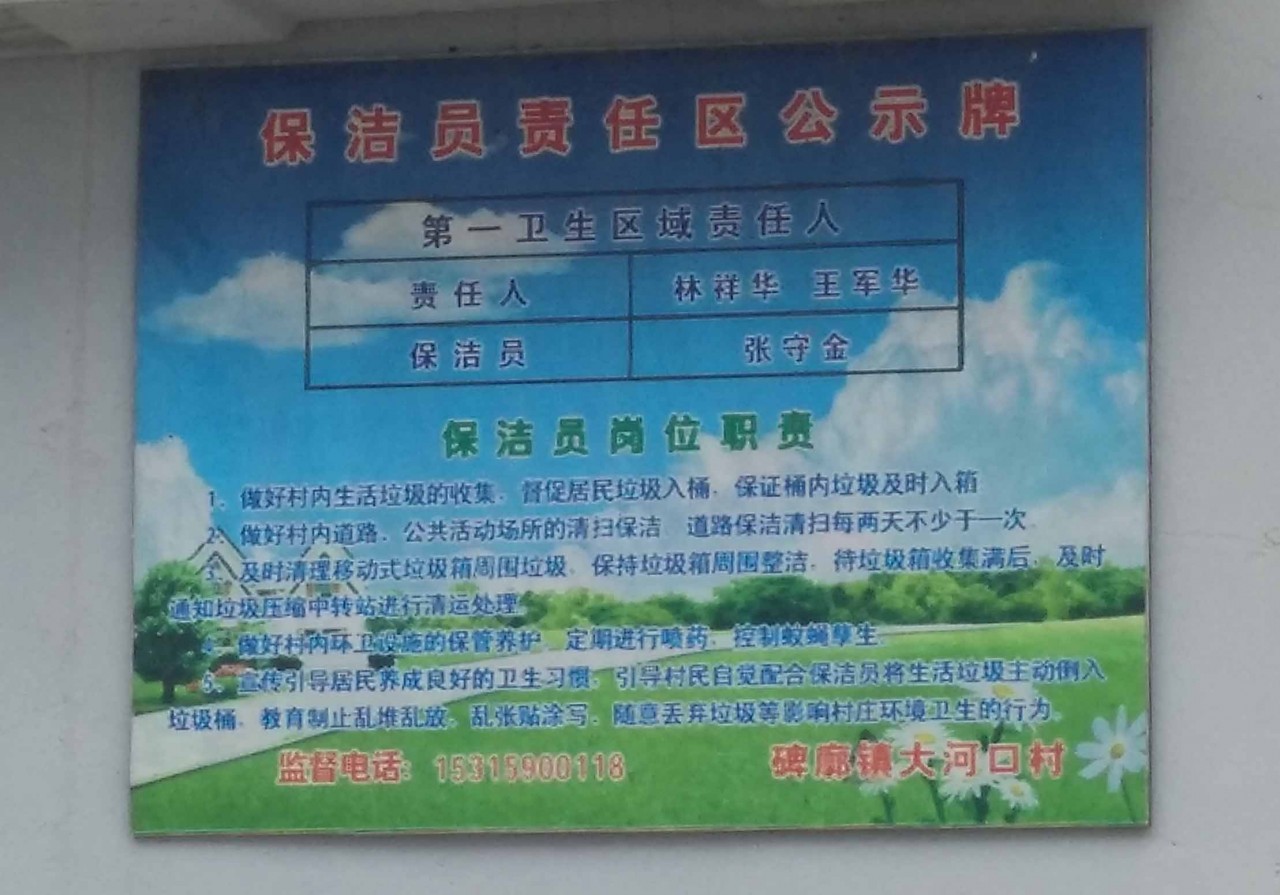 保洁员责任区公示牌
第一卫生区域责任人
责任人 林祥华 王军华
保洁员 张守金
保洁员岗位职责
1、做好村内生活垃圾的收集，督促居民垃圾入桶，保证桶内垃圾及时入箱
2、做好村内道路、公共活动场所的清扫保洁，道路保洁清扫每两天不少于一次。
3、及时清理移动式垃圾箱周围垃圾，保持垃圾箱周围整洁，待垃圾箱收集满后，及时
通知垃圾压缩中转站进行清运处理。
4、做好村内环卫设施的保管养护，定期进行喷药，控制蚊蝇孳生。
5、宣传引导居民养成良好的卫生习惯，引导村民自觉配合保洁员将生活垃圾主动倒入
垃圾桶，教育制止乱堆乱放、乱张贴涂写、随意丢弃垃圾等影响村庄环境卫生的行为。
监督电话：15315900118 碑廓镇大河口村